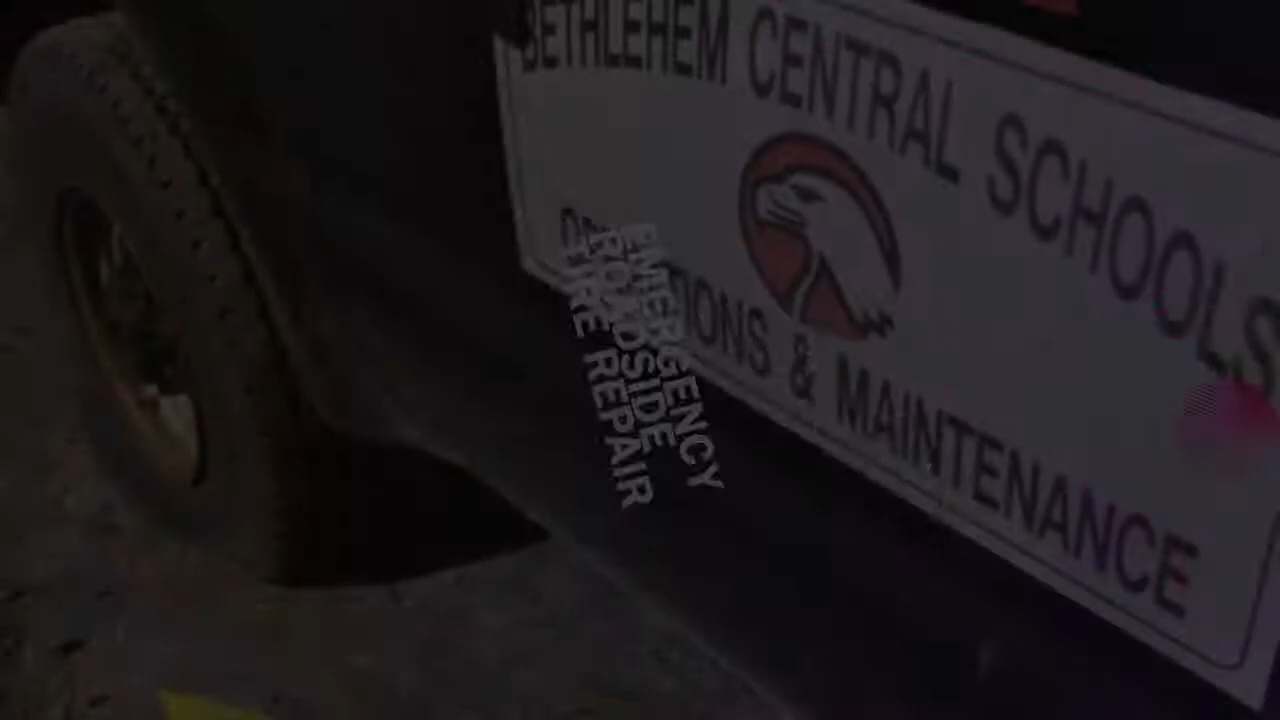 BETHLEHEM CENTRAL SCHOOLS
& MAINTENANCE
EMERGENCY
ROADSIDE
TIRE REPAIR